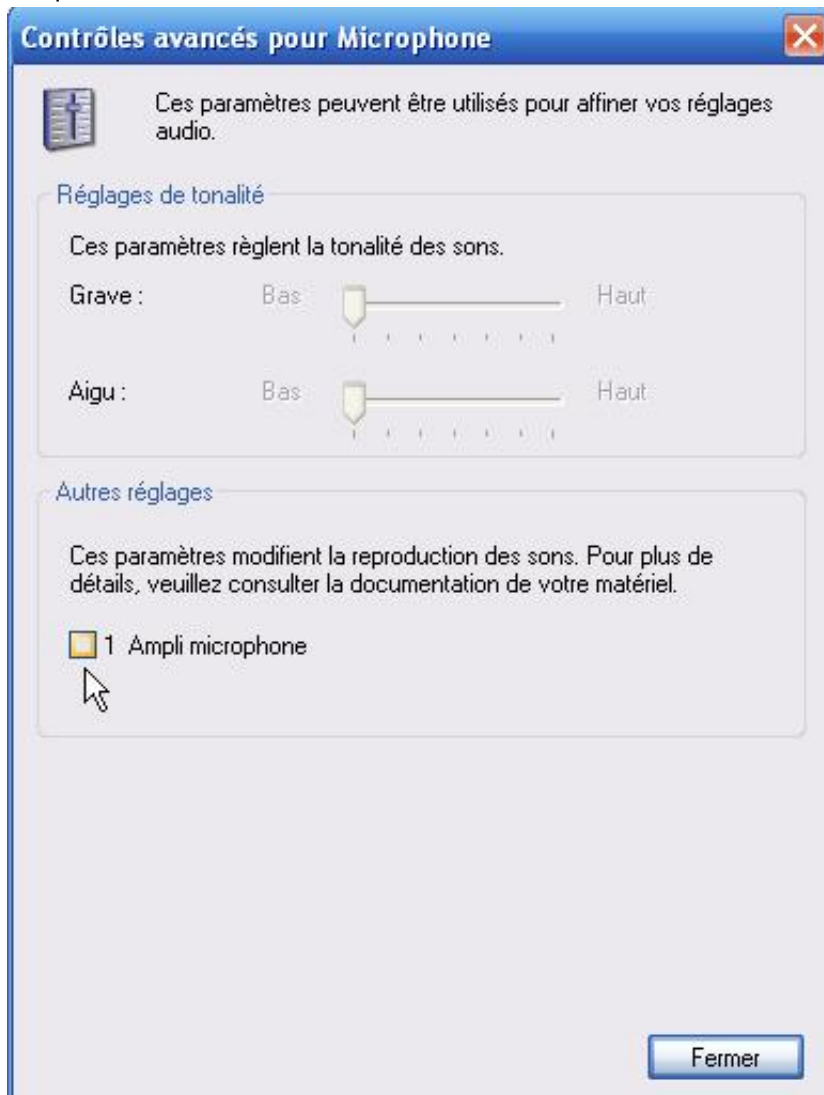 Contrôles avancés pour Microphone
Ces paramètres peuvent être utilisés pour affiner vos réglages
audio.
Réglages de tonalité
Ces paramètres règlent la tonalité des sons.
Grave : Bas Haut
Aigu : Bas Haut
Autres réglages
Ces paramètres modifient la reproduction des sons. Pour plus de
détails, veuillez consulter la documentation de votre matériel.
1 Ampli microphone
Fermer